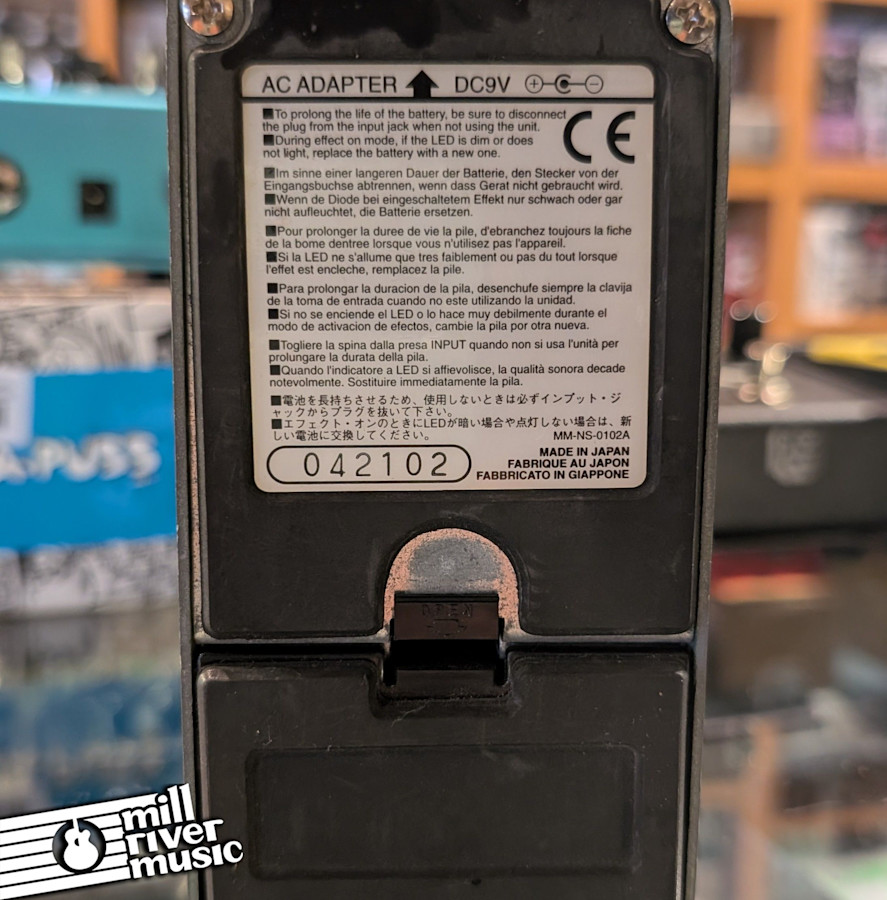 AC ADAPTER DC9V + -
■To prolong the life of the battery, be sure to disconnect
the plug from the input jack when not using the unit.
■During effect on mode, if the LED is dim or does
not light, replace the battery with a new one.
CE
■Im sinne einer langeren Dauer der Batterie, den Stecker von der
Eingangsbuchse abtrennen, wenn dass Gerat nicht gebraucht wird.
■Wenn de Diode bei eingeschaltetem Effekt nur schwach oder gar
nicht aufleuchtet, die Batterie ersetzen.
■Pour prolonger la duree de vie la pile, d'ebranchez toujours la fiche
de la bome dentree lorsque vous n'utilizez pas l'appareil.
■Si la LED ne s'allume que tres faiblement ou pas du tout lorsque
l'effet est encleche, remplacez la pile.
■Para prolongar la duracion de la pila, desenchufe siempre la clavija
de la toma de entrada cuando no este utilizando la unidad.
■Si no se enciende el LED o lo hace muy debilmente durante el
modo de activacion de efectos, cambie la pila por otra nueva.
■Togliere la spina dalla presa INPUT quando non si usa l'unità per
prolungare la durata della pila.
■Quando l'indicatore a LED si affievolisce, la qualità sonora decade
notevolmente. Sostituire immediatamente la pila.
■電池を長持ちさせるため、使用しないときは必ずインプット・ジ
ャックからプラグを抜いて下さい。
■エフェクト・オンのときにLEDが暗い場合や点灯しない場合は、新
しい電池に交換してください。
MM-NS-0102A
042102
MADE IN JAPAN
FABRIQUE AU JAPON
FABBRICATO IN GIAPPONE
OPEN
mill
river
music